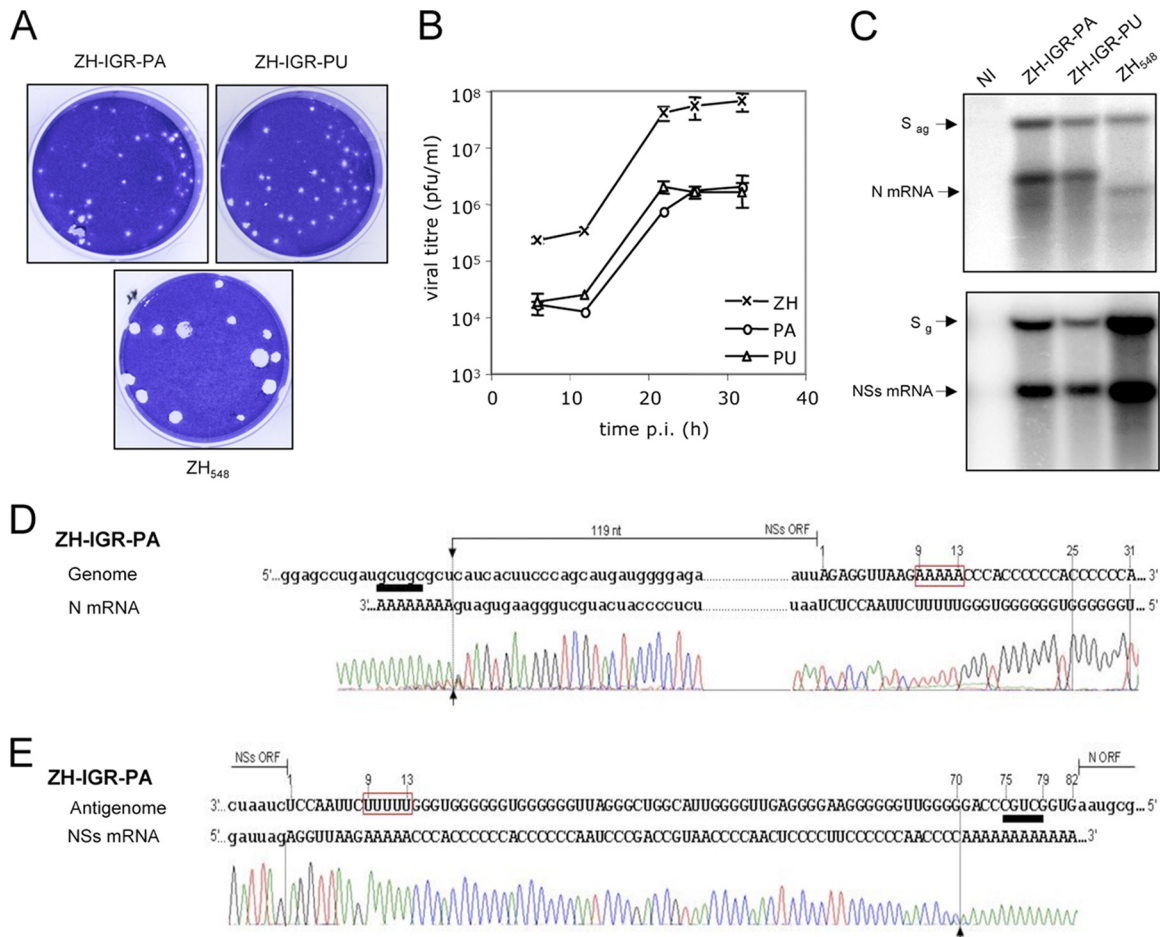 A
ZH-IGR-PA
ZH-IGR-PU
ZH548
B
viral titre (pfu/ml)
10⁸
10⁷
10⁶
10⁵
10⁴
10³
0 10 20 30 40
time p.i. (h)
ZH
PA
PU
C
NI
ZH-IGR-PA
ZH-IGR-PU
ZH548
S ag
N mRNA
S g
NSs mRNA
D
ZH-IGR-PA
119 nt
NSs ORF
1 9 13 25 31
Genome
5'...ggagccugaugcugcgcucaucacuucccagcaugauggggaga
auuAGAGGUUAAGAAAAACCCACCCCCCACCCCCCA...3'
N mRNA
3'...AAAAAAAAguagugaagggucguacuaccccucu
uaaUCUCCAAUUCUUUUUGGGUGGGGGGUGGGGGGU...5'
E
ZH-IGR-PA
NSs ORF
1 9 13 70 75 79 82
N ORF
Antigenome
3'...cuaaucUCCAAUUCUUUUUGGGUGGGGGGUGGGGGGUUAGGGCUGGCAUUGGGGUUGAGGGGAAGGGGGGUUGGGGGACCCGUCGGUGaaugcg...5'
NSs mRNA
5'...gauuagAGGUUAAGAAAAACCCACCCCCCACCCCCCAAUCCCGACCGUAACCCCAACUCCCCUUCCCCCCAACCCCAAAAAAAAAAAA...3'